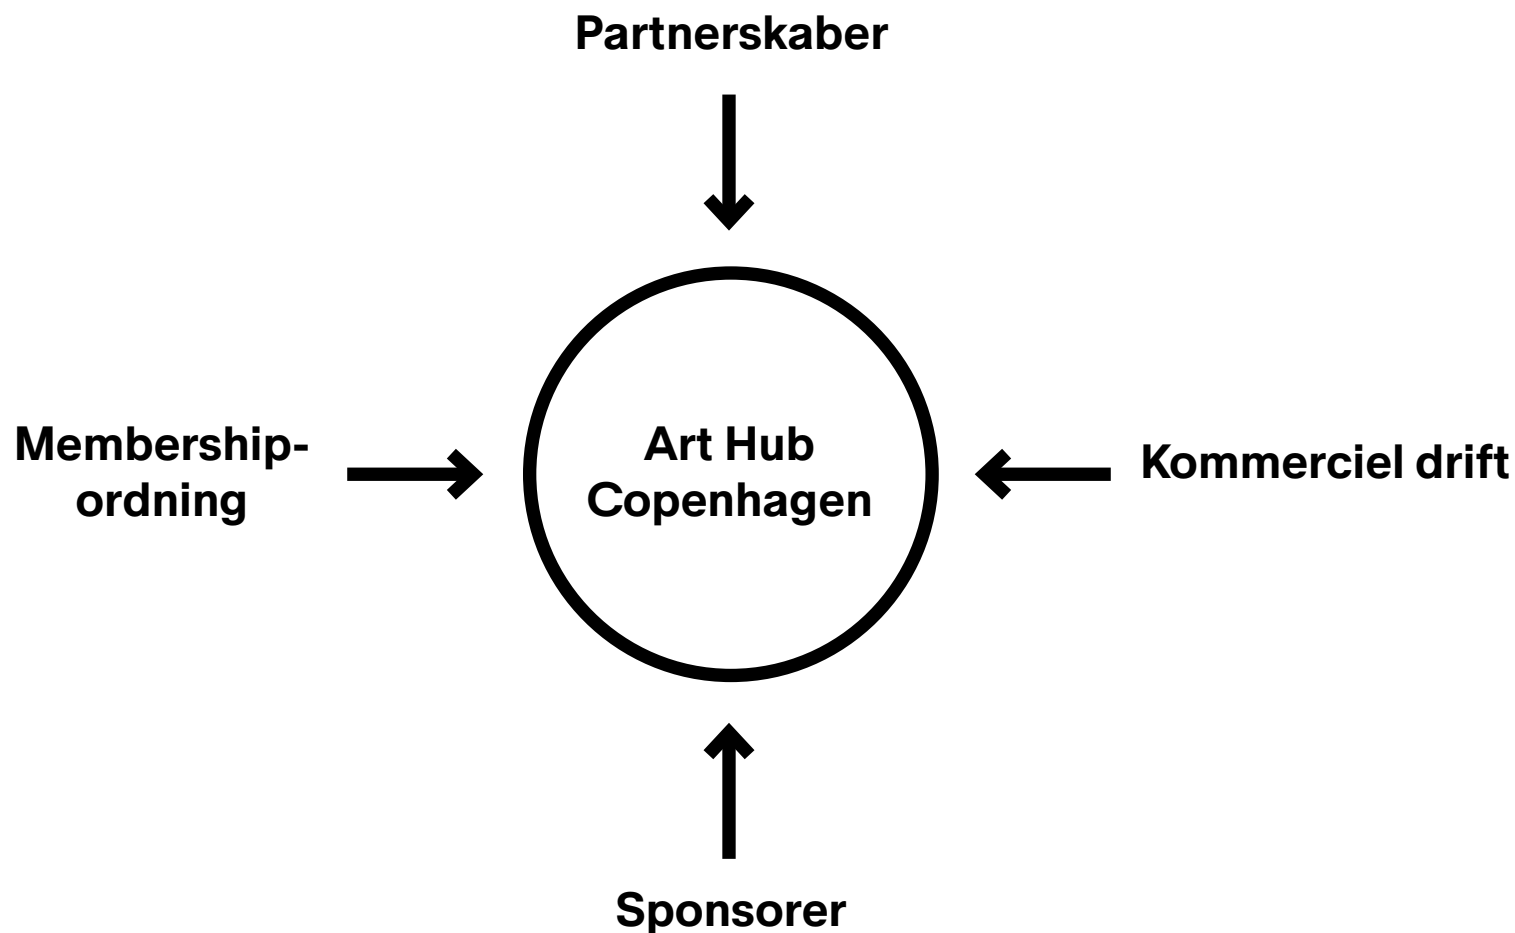 Partnerskaber
Membership-
ordning
Art Hub
Copenhagen
Kommerciel drift
Sponsorer